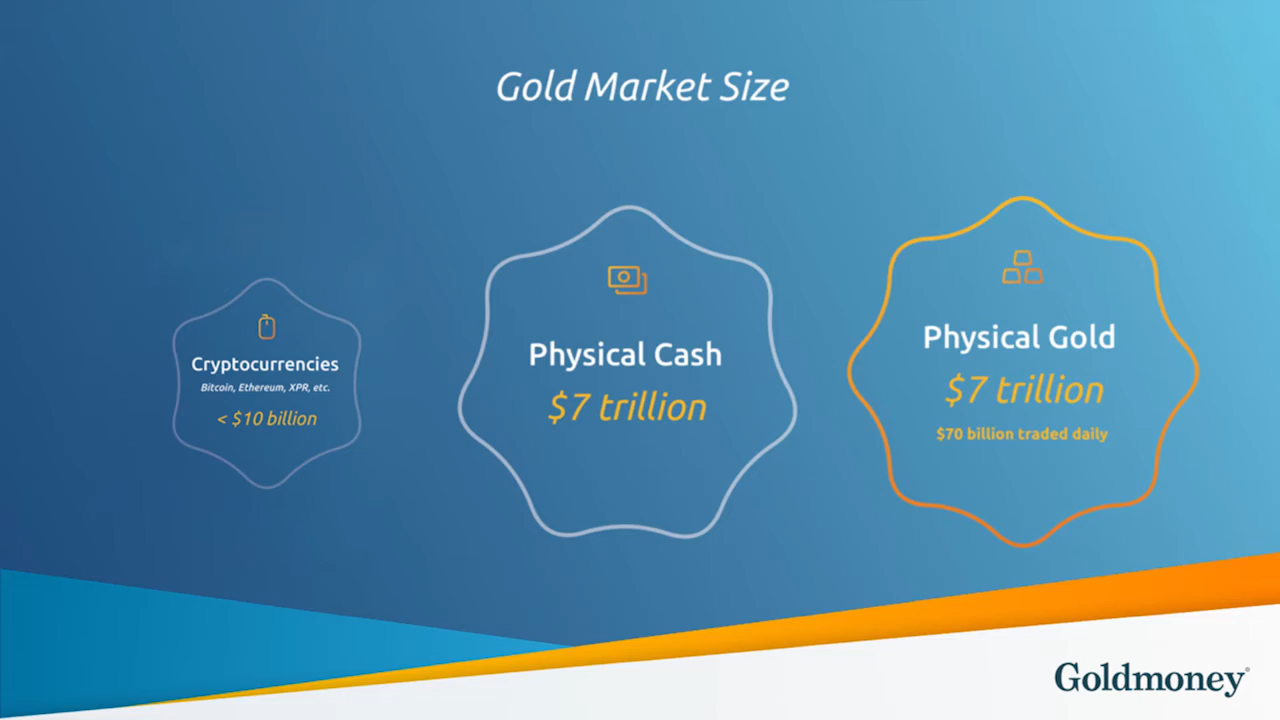 Gold Market Size
Cryptocurrencies
Bitcoin, Ethereum, XPR, etc.
< $10 billion
Physical Cash
$7 trillion
Physical Gold
$7 trillion
$70 billion traded daily
Goldmoney®